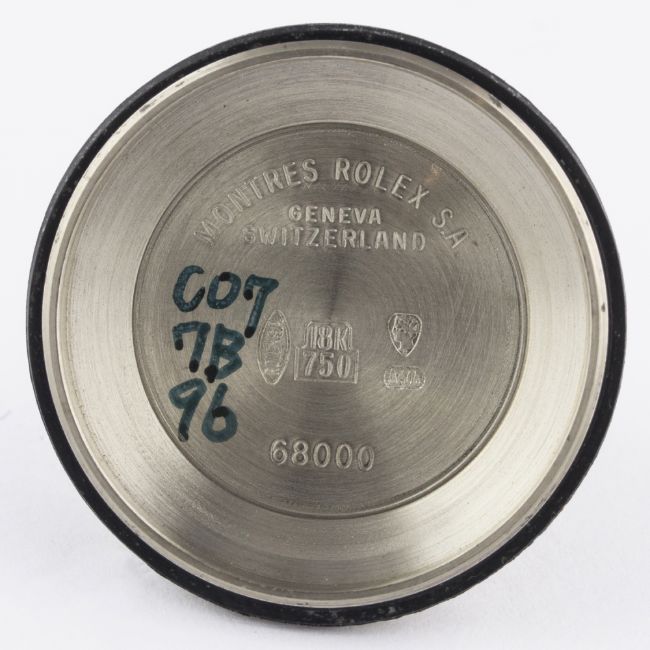 MONTRES ROLEX S.A
GENEVA
SWITZERLAND
C07
7B
96
18K
750
68000